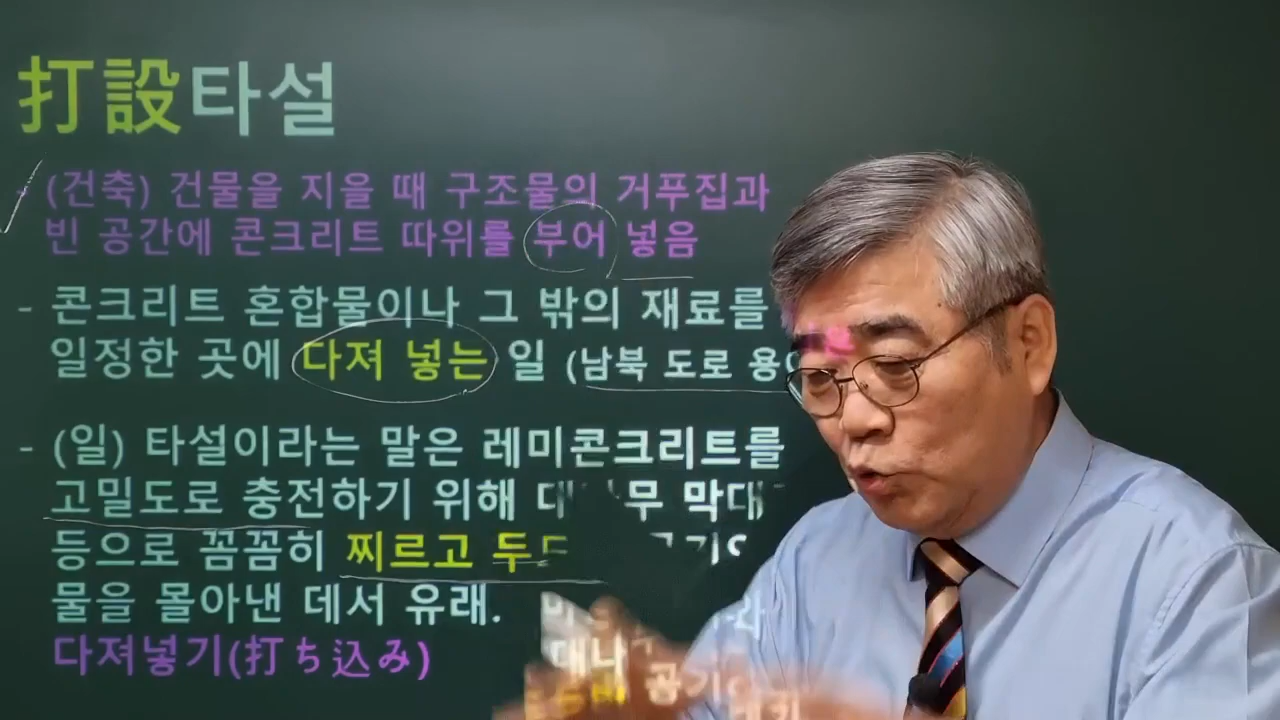 打設타설
- (건축) 건물을 지을 때 구조물의 거푸집과
빈 공간에 콘크리트 따위를 부어 넣음
- 콘크리트 혼합물이나 그 밖의 재료를
일정한 곳에 다져 넣는 일 (남북 도로
- (일) 타설이라는 말은 레미콘크리트를
고밀도로 충전하기 위해
등으로 꼼꼼히 찌르고
물을 몰아낸 데서 유래.
다져넣기(打ち込み)